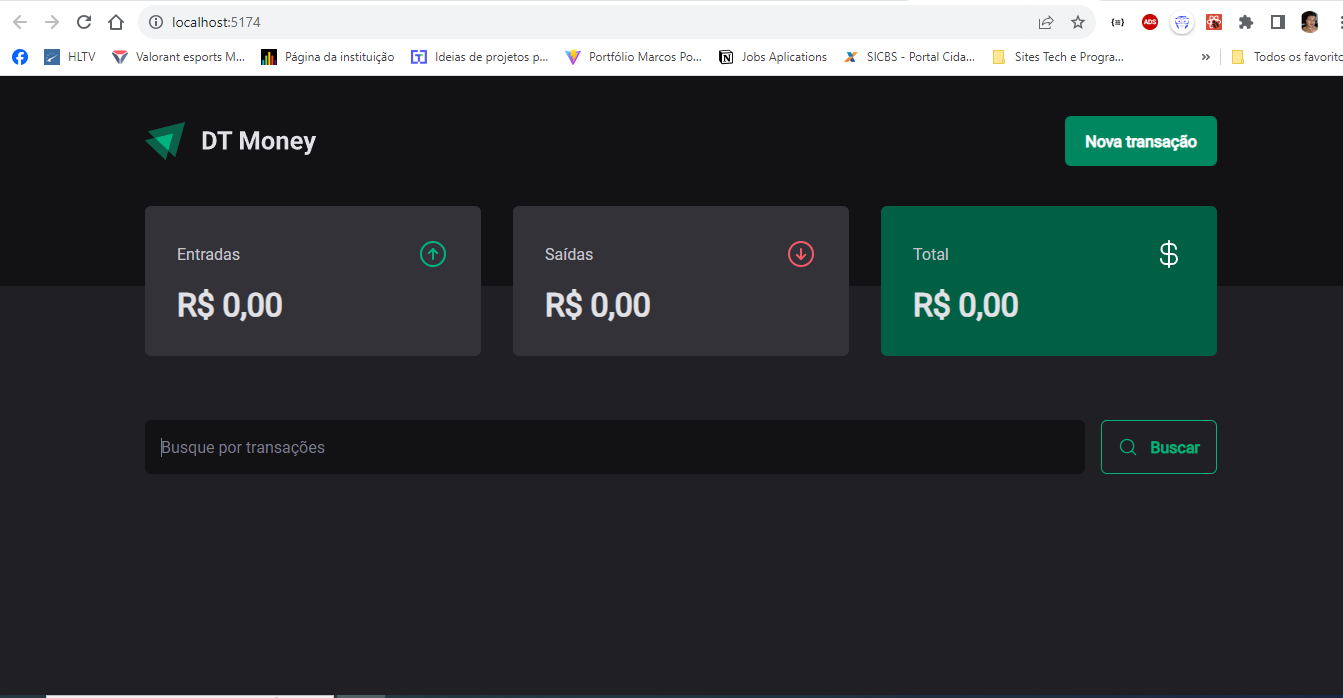 localhost:5174
{≡}
ADS
HLTV
Valorant esports M...
Página da instituição
Ideias de projetos p...
Portfólio Marcos Po...
Jobs Aplications
SICBS - Portal Cida...
Sites Tech e Progra...
»
Todos os favorito
DT Money
Nova transação
Entradas
Saídas
Total
$
R$ 0,00
R$ 0,00
R$ 0,00
Busque por transações
Buscar